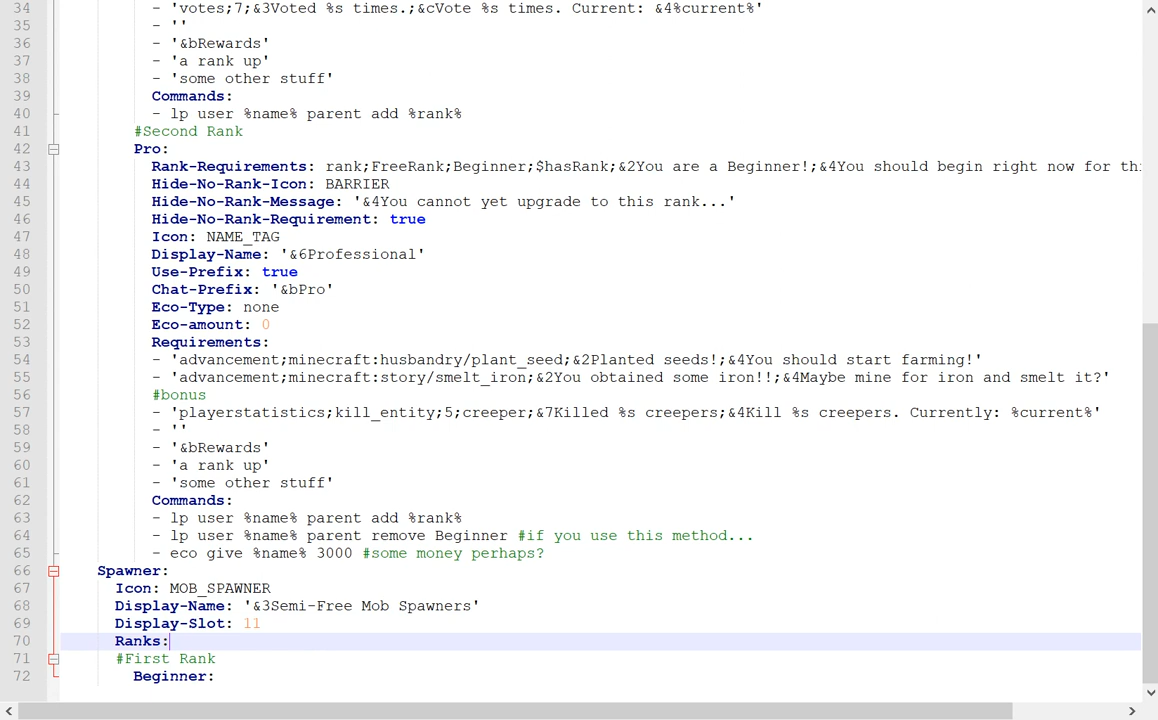 34 - 'votes;7;&3Voted %s times.;&cVote %s times. Current: &4%current%'
35 - ''
36 - '&bRewards'
37 - 'a rank up'
38 - 'some other stuff'
39 Commands:
40 - lp user %name% parent add %rank%
41 #Second Rank
42 Pro:
43 Rank-Requirements: rank;FreeRank;Beginner;$hasRank;&2You are a Beginner!;&4You should begin right now for thi
44 Hide-No-Rank-Icon: BARRIER
45 Hide-No-Rank-Message: '&4You cannot yet upgrade to this rank...'
46 Hide-No-Rank-Requirement: true
47 Icon: NAME_TAG
48 Display-Name: '&6Professional'
49 Use-Prefix: true
50 Chat-Prefix: '&bPro'
51 Eco-Type: none
52 Eco-amount: 0
53 Requirements:
54 - 'advancement;minecraft:husbandry/plant_seed;&2Planted seeds!;&4You should start farming!'
55 - 'advancement;minecraft:story/smelt_iron;&2You obtained some iron!!;&4Maybe mine for iron and smelt it?'
56 #bonus
57 - 'playerstatistics;kill_entity;5;creeper;&7Killed %s creepers;&4Kill %s creepers. Currently: %current%'
58 - ''
59 - '&bRewards'
60 - 'a rank up'
61 - 'some other stuff'
62 Commands:
63 - lp user %name% parent add %rank%
64 - lp user %name% parent remove Beginner #if you use this method...
65 - eco give %name% 3000 #some money perhaps?
66 Spawner:
67 Icon: MOB_SPAWNER
68 Display-Name: '&3Semi-Free Mob Spawners'
69 Display-Slot: 11
70 Ranks:
71 #First Rank
72 Beginner: